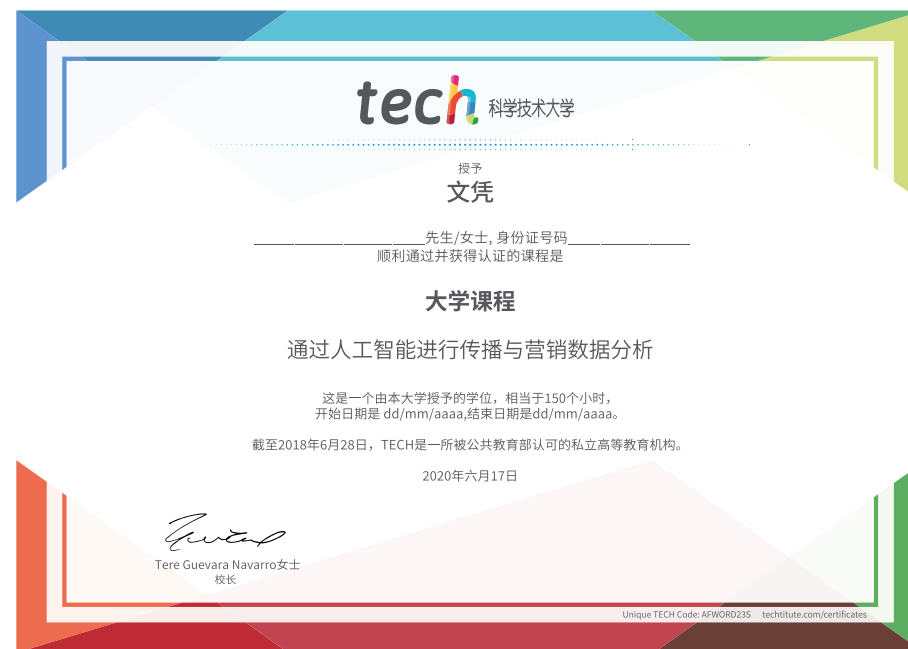 tech 科学技术大学
授予
文凭
先生/女士, 身份证号码
顺利通过并获得认证的课程是
大学课程
通过人工智能进行传播与营销数据分析
这是一个由本大学授予的学位，相当于150个小时，
开始日期是 dd/mm/aaaa,结束日期是dd/mm/aaaa。
截至2018年6月28日，TECH是一所被公共教育部认可的私立高等教育机构。
2020年六月17日
Tere Guevara Navarro女士
校长
Unique TECH Code: AFWORD23S techtitute.com/certificates